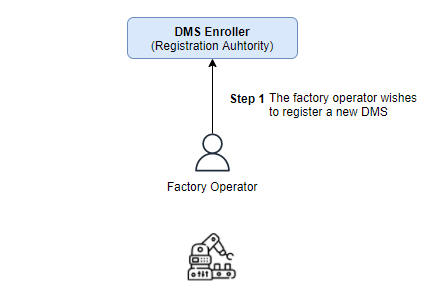 DMS Enroller
(Registration Auhtority)
Step 1 The factory operator wishes
to register a new DMS
Factory Operator